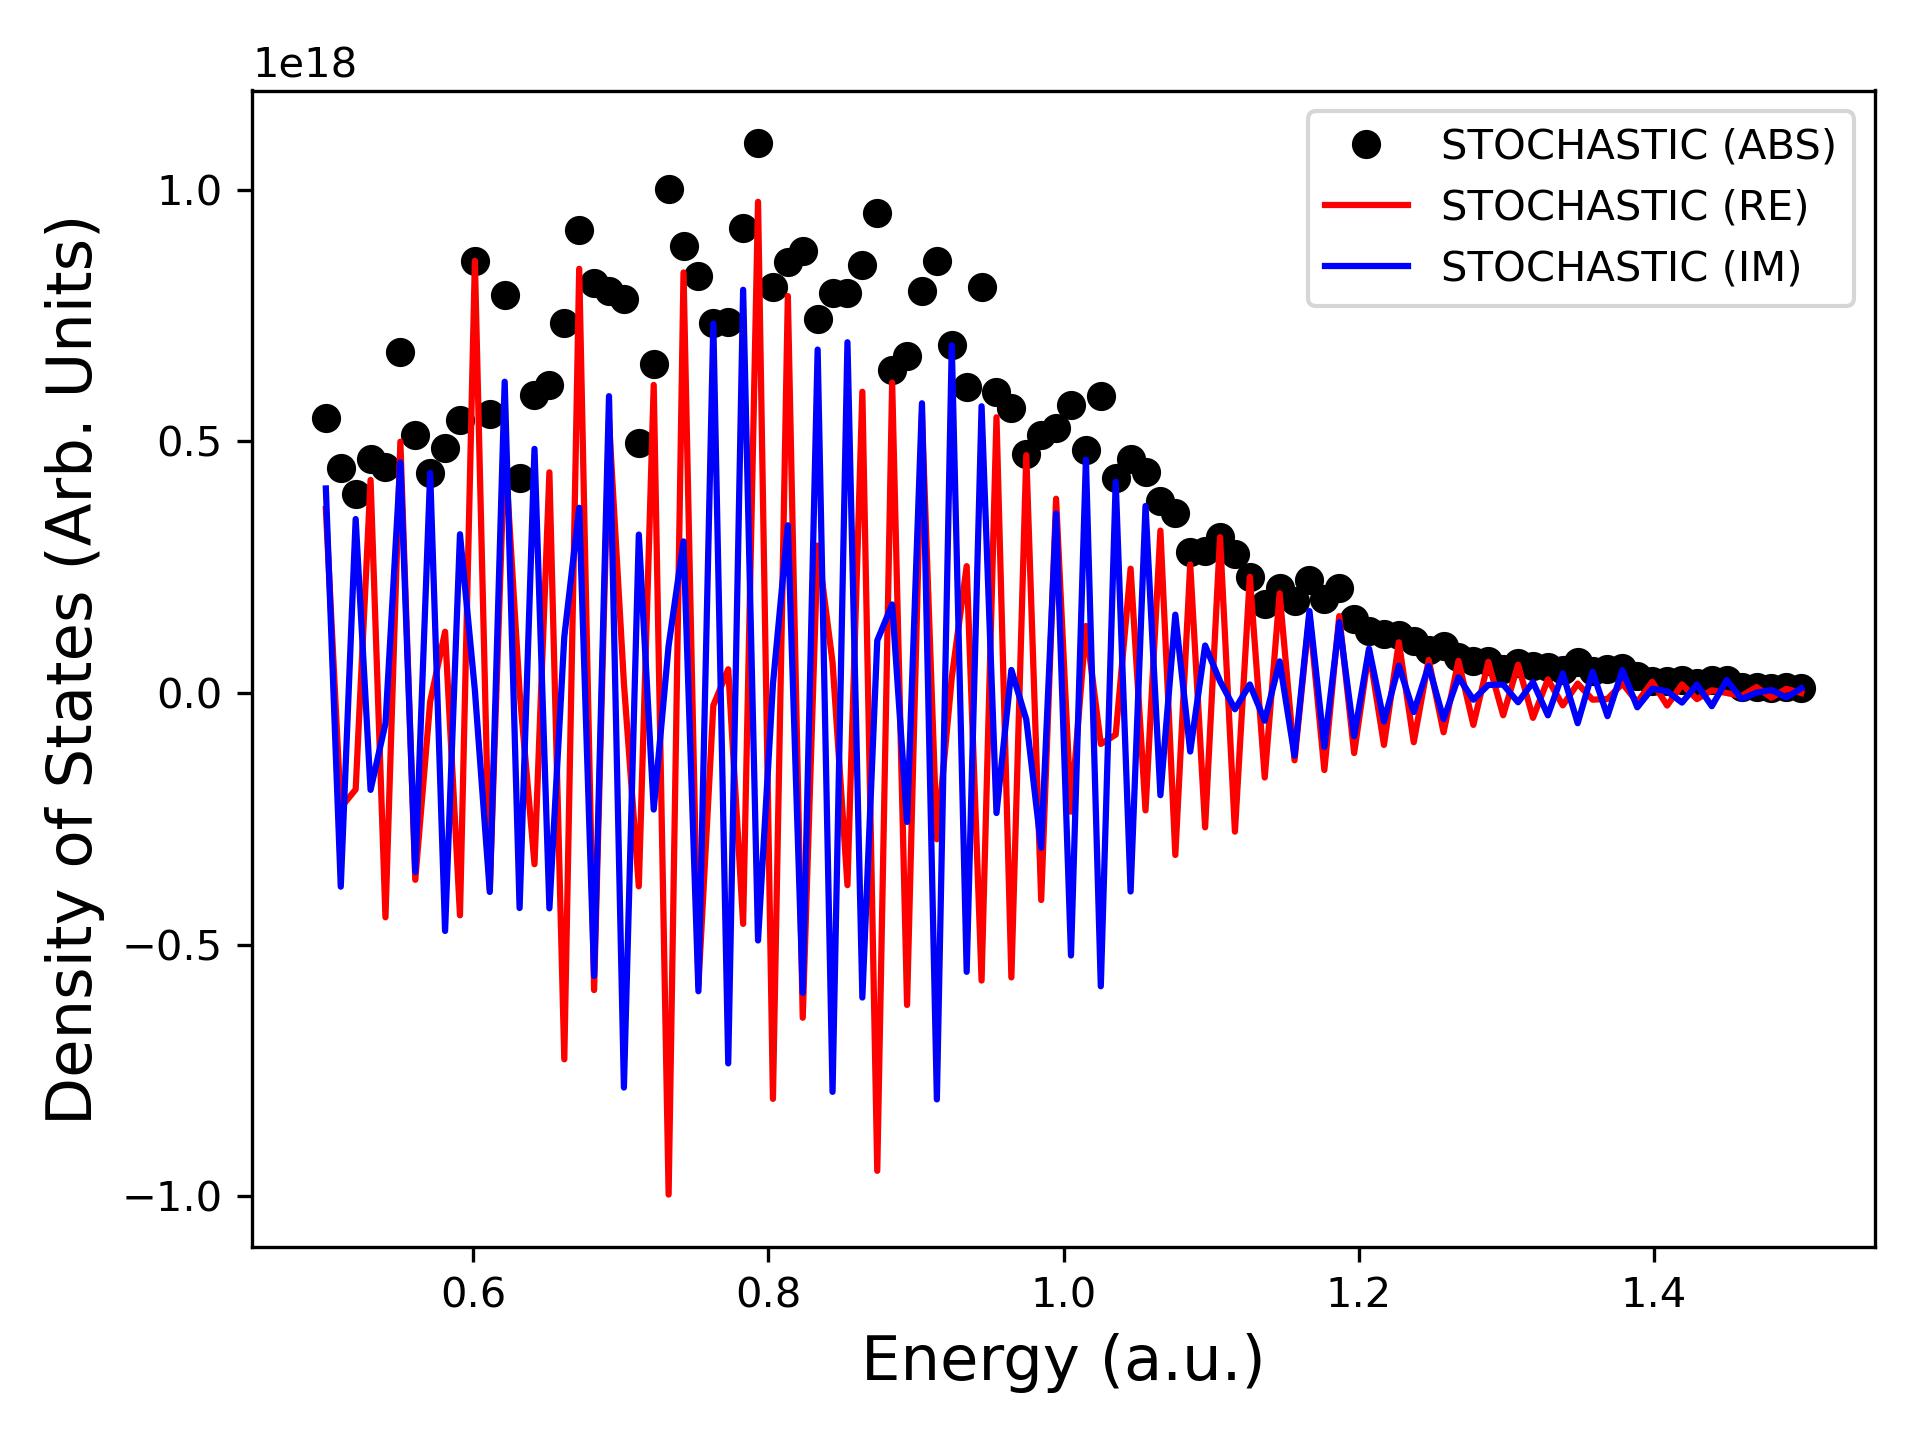 1e18
STOCHASTIC (ABS)
STOCHASTIC (RE)
STOCHASTIC (IM)
Density of States (Arb. Units)
1.0
0.5
0.0
−0.5
−1.0
0.6 0.8 1.0 1.2 1.4
Energy (a.u.)